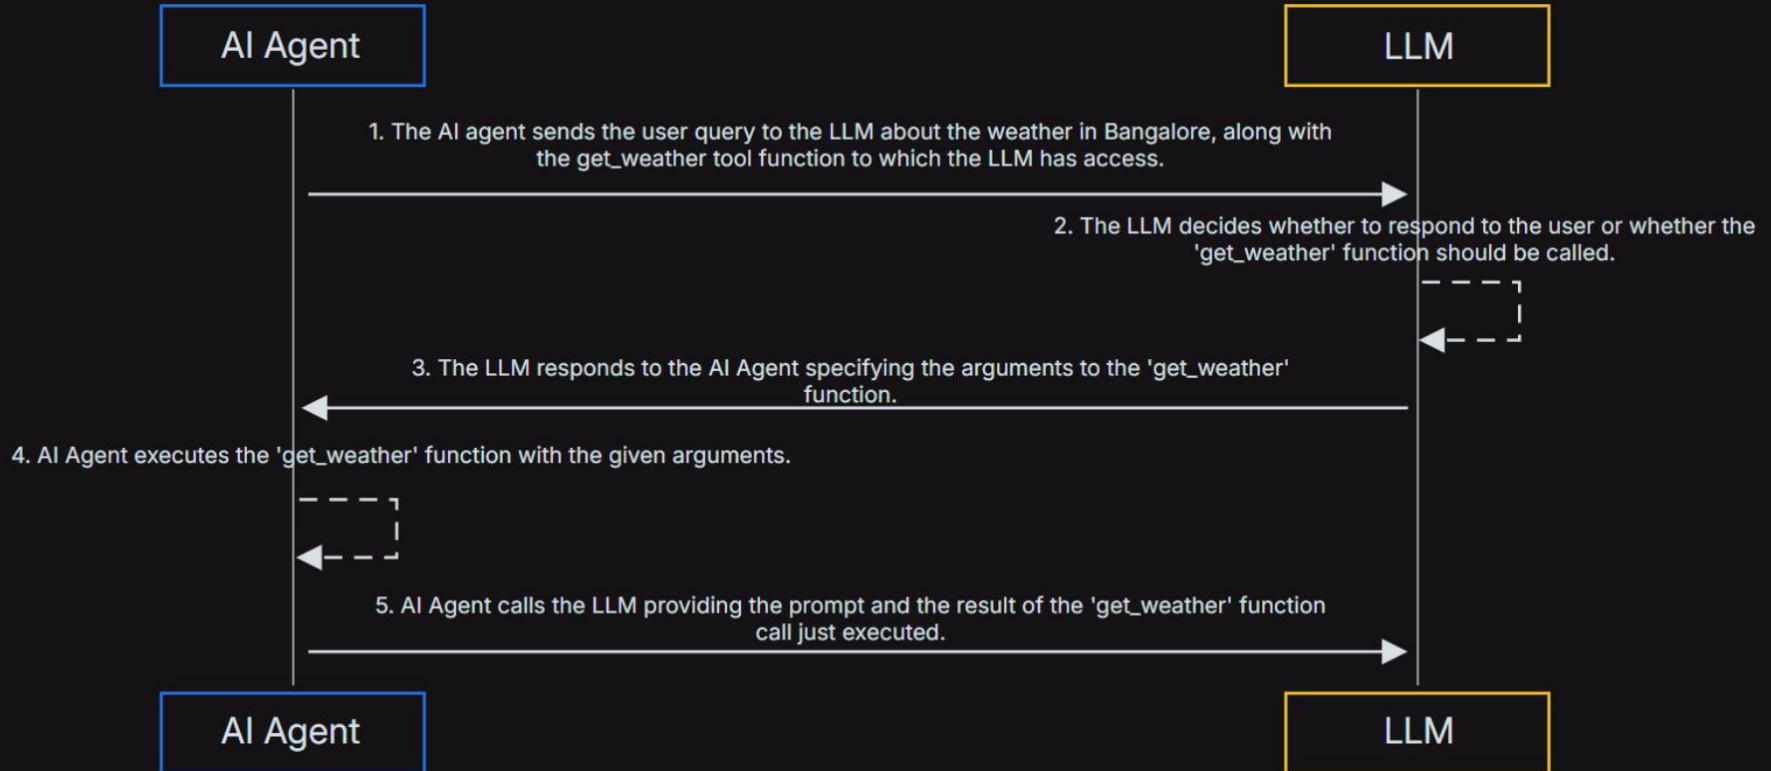 AI Agent
LLM
1. The AI agent sends the user query to the LLM about the weather in Bangalore, along with
the get_weather tool function to which the LLM has access.
2. The LLM decides whether to respond to the user or whether the
'get_weather' function should be called.
3. The LLM responds to the AI Agent specifying the arguments to the 'get_weather'
function.
4. AI Agent executes the 'get_weather' function with the given arguments.
5. AI Agent calls the LLM providing the prompt and the result of the 'get_weather' function
call just executed.
AI Agent
LLM